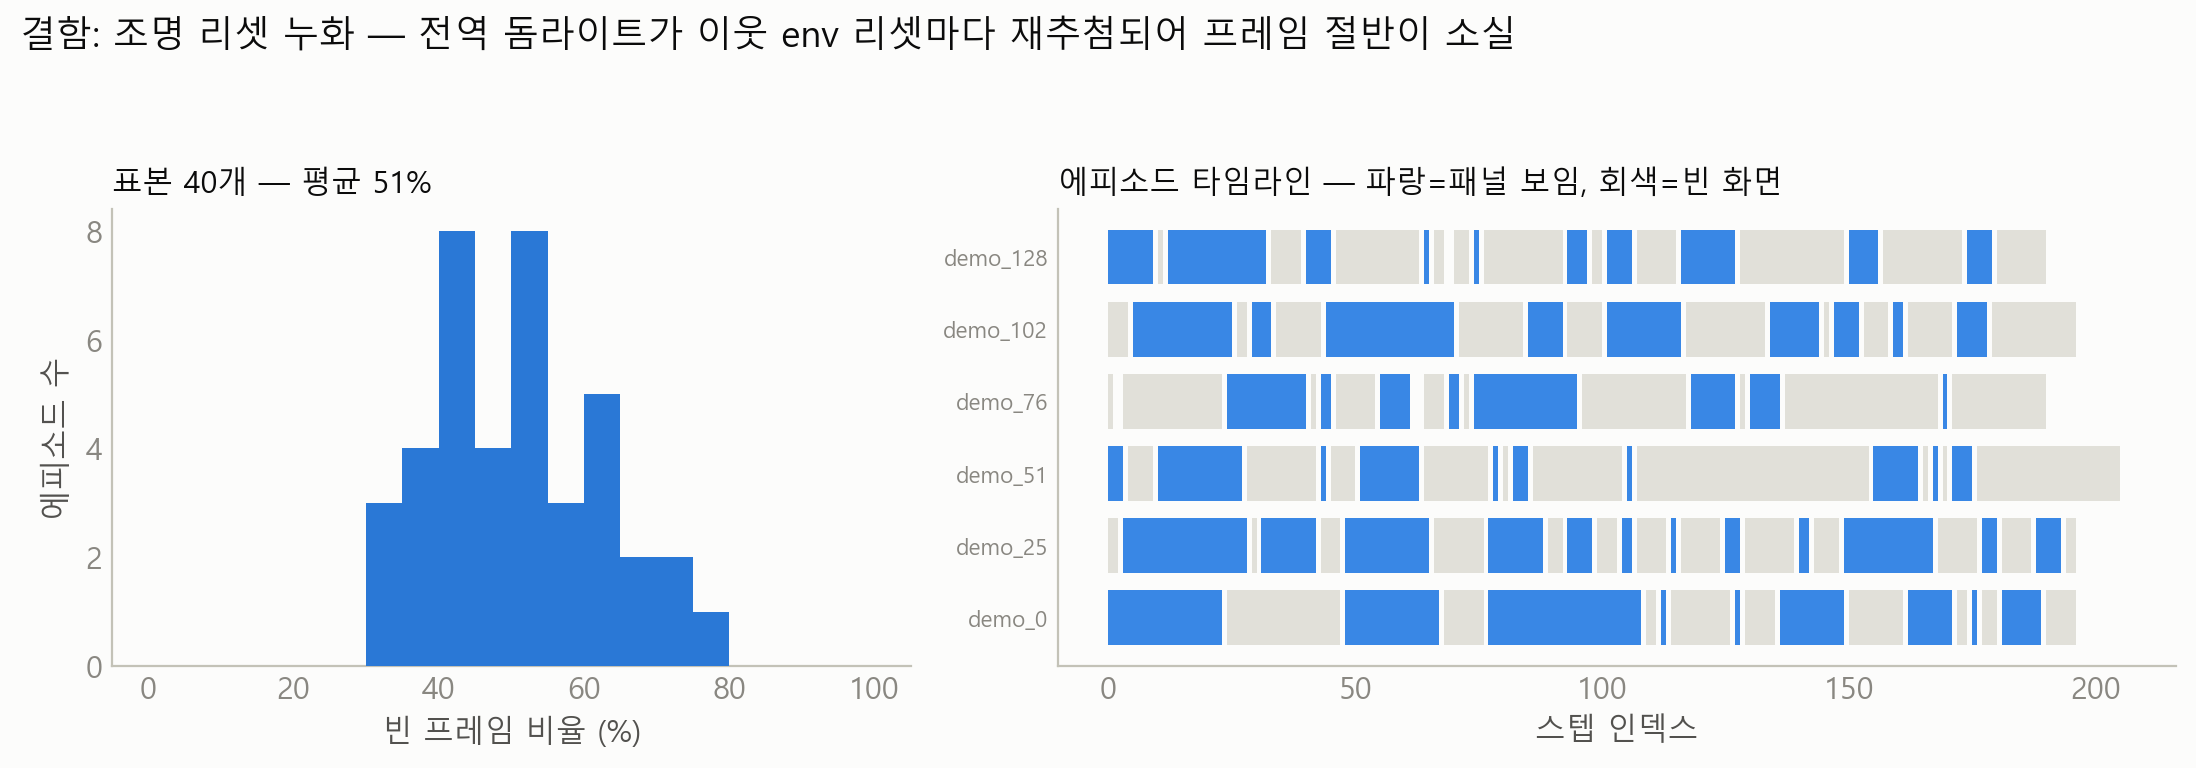 결함: 조명 리셋 누화 — 전역 돔라이트가 이웃 env 리셋마다 재추첨되어 프레임 절반이 소실
표본 40개 — 평균 51%
에피소드 수
8
6
4
2
0
0 20 40 60 80 100
빈 프레임 비율 (%)
에피소드 타임라인 — 파랑=패널 보임, 회색=빈 화면
demo_128
demo_102
demo_76
demo_51
demo_25
demo_0
0 50 100 150 200
스텝 인덱스